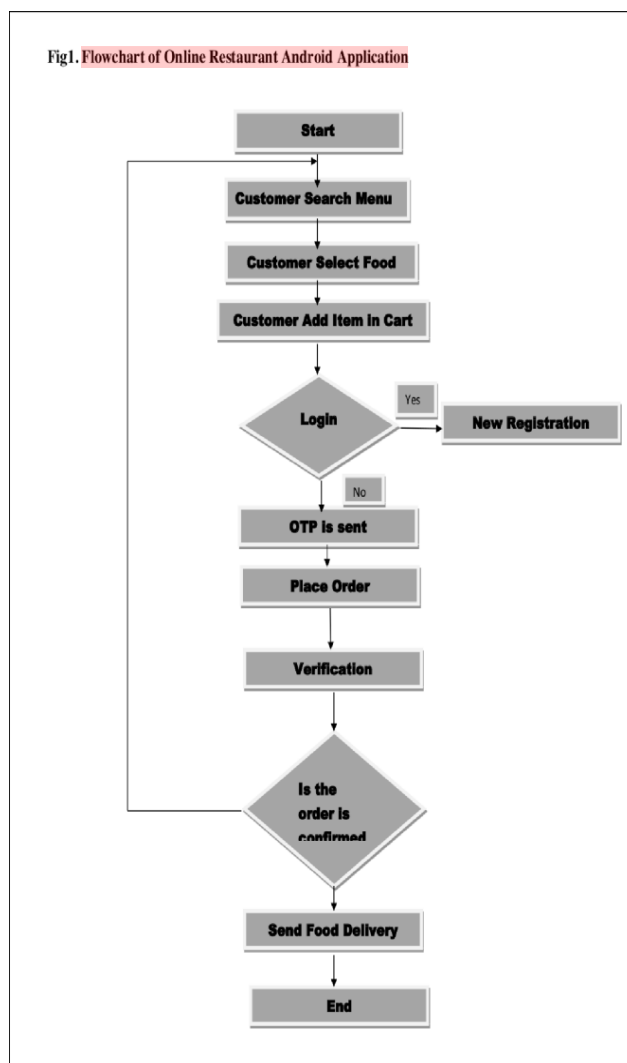 Fig1. Flowchart of Online Restaurant Android Application
Start
Customer Search Menu
Customer Select Food
Customer Add Item in Cart
Login
Yes
New Registration
No
OTP is sent
Place Order
Verification
Is the
order is
confirmed
Send Food Delivery
End